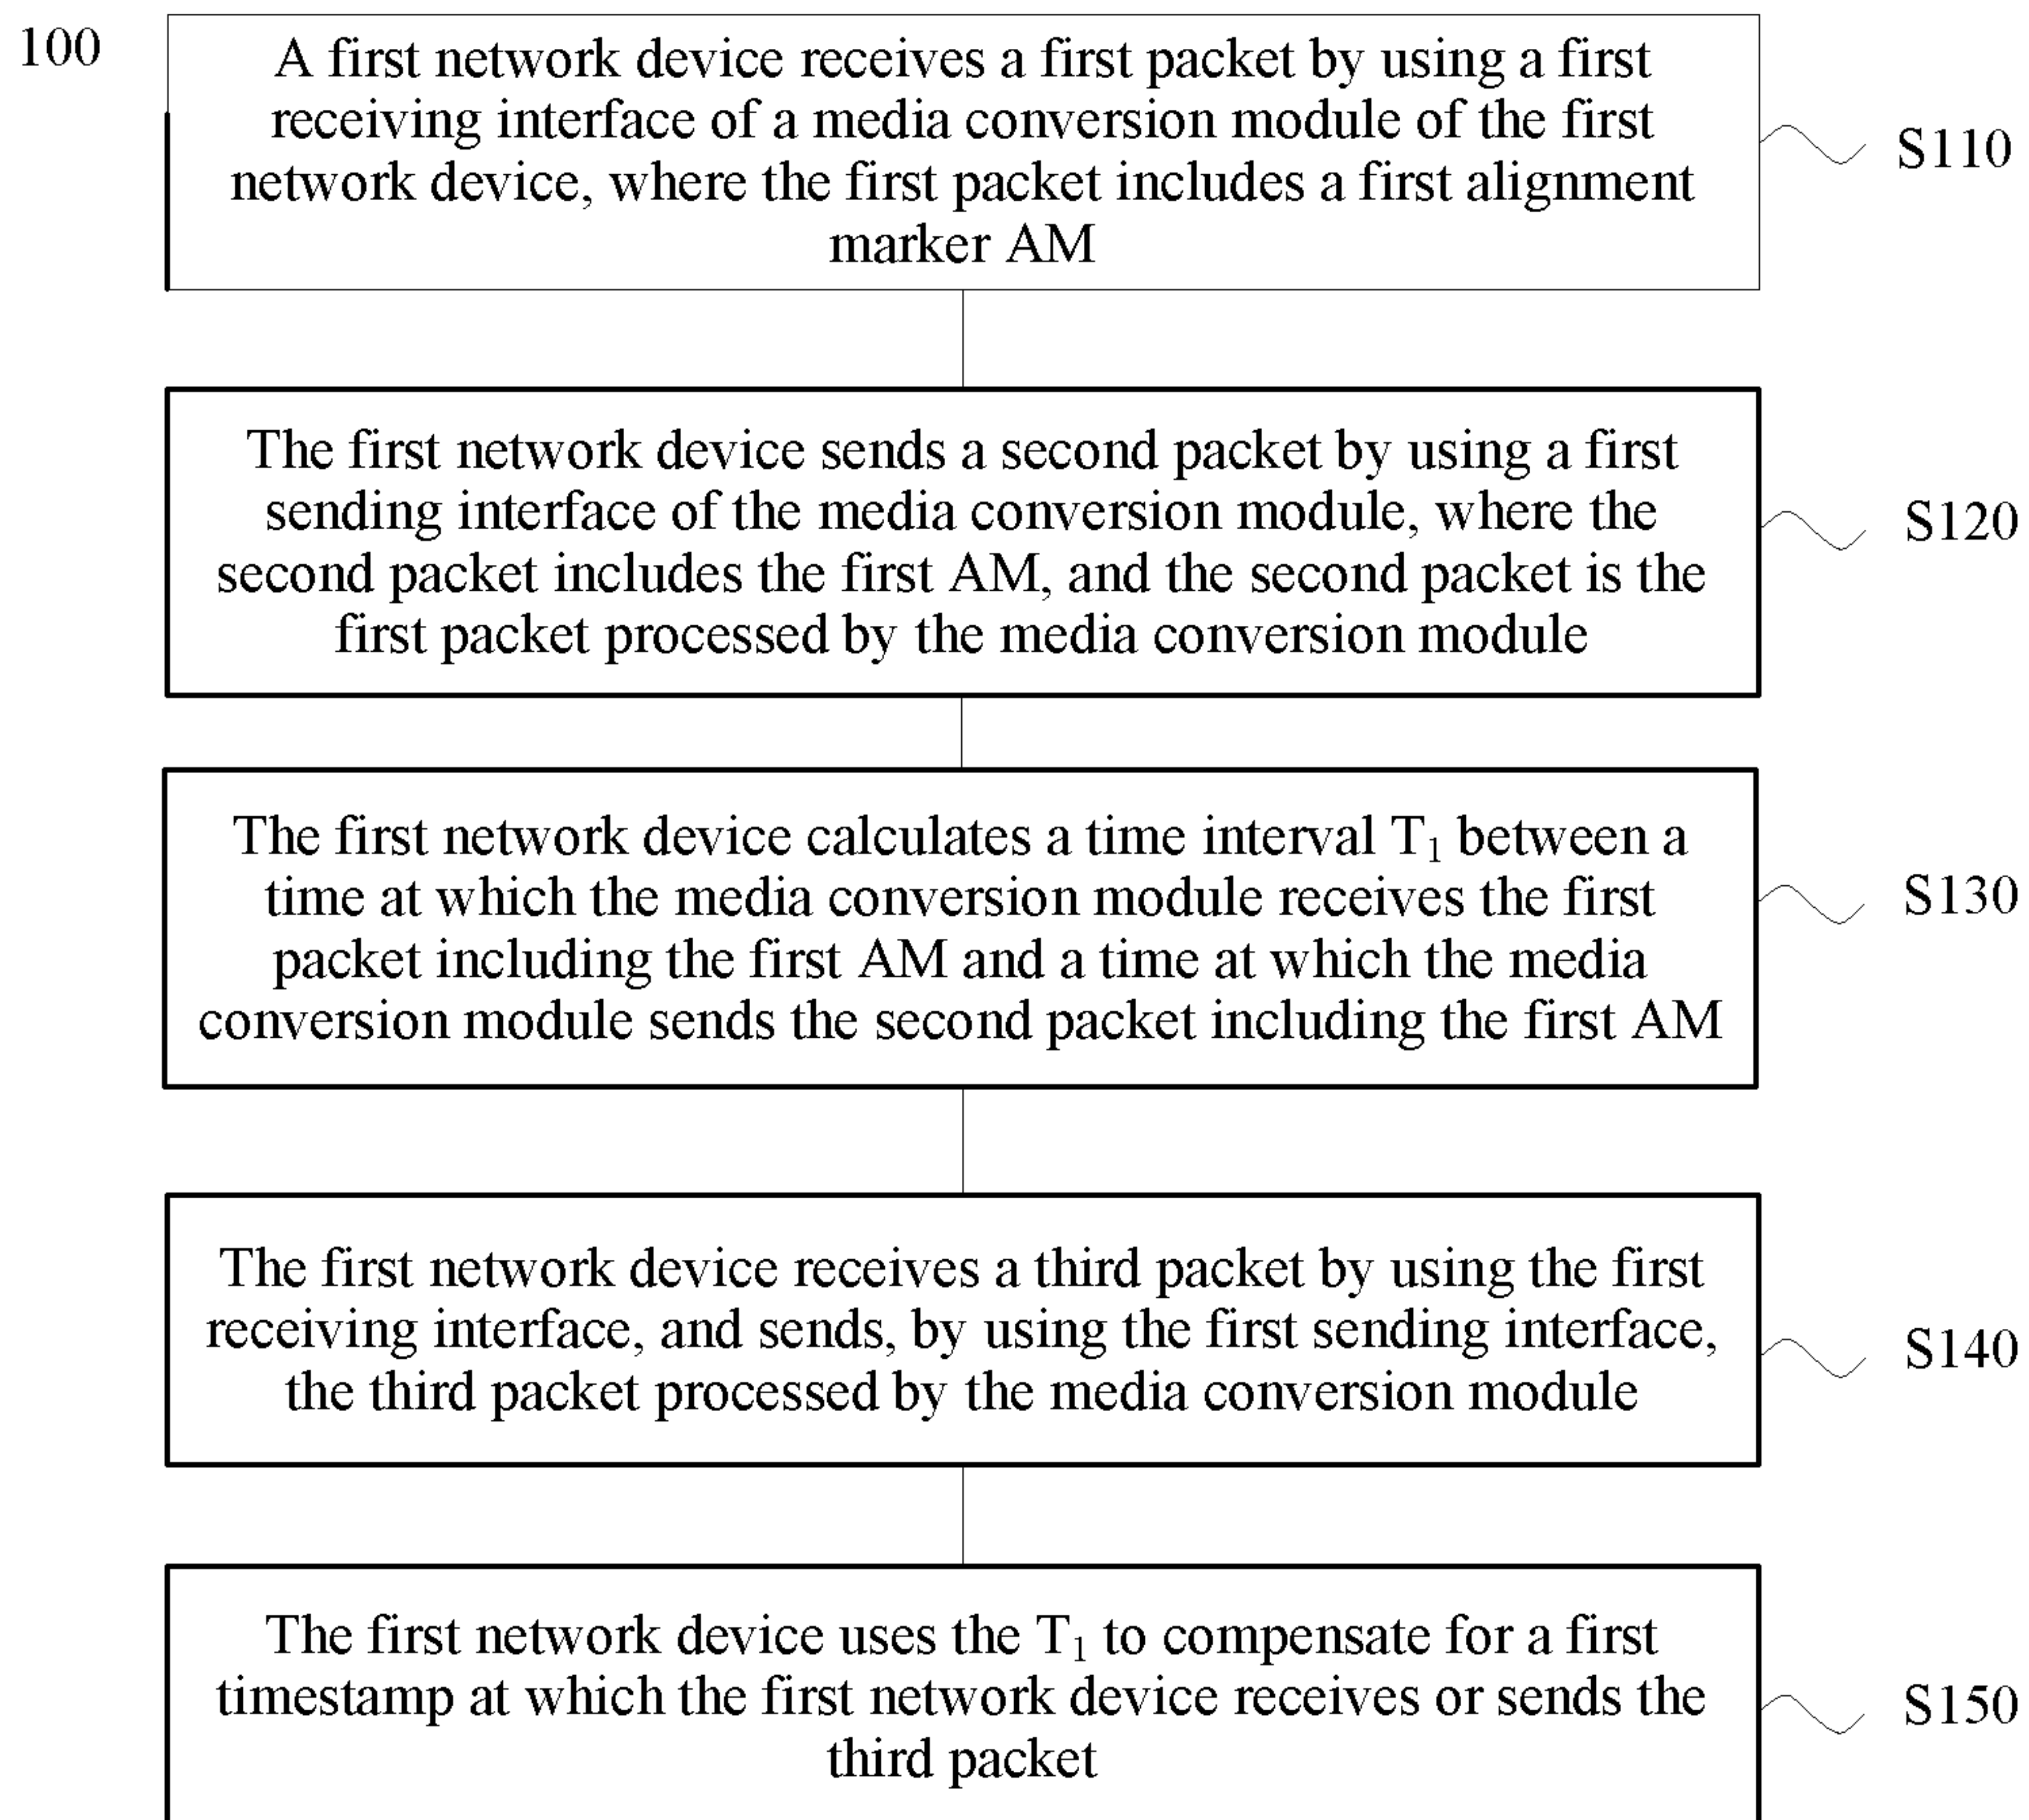 100
A first network device receives a first packet by using a first
receiving interface of a media conversion module of the first
network device, where the first packet includes a first alignment
marker AM
S110
The first network device sends a second packet by using a first
sending interface of the media conversion module, where the
second packet includes the first AM, and the second packet is the
first packet processed by the media conversion module
S120
The first network device calculates a time interval T₁ between a
time at which the media conversion module receives the first
packet including the first AM and a time at which the media
conversion module sends the second packet including the first AM
S130
The first network device receives a third packet by using the first
receiving interface, and sends, by using the first sending interface,
the third packet processed by the media conversion module
S140
The first network device uses the T₁ to compensate for a first
timestamp at which the first network device receives or sends the
third packet
S150